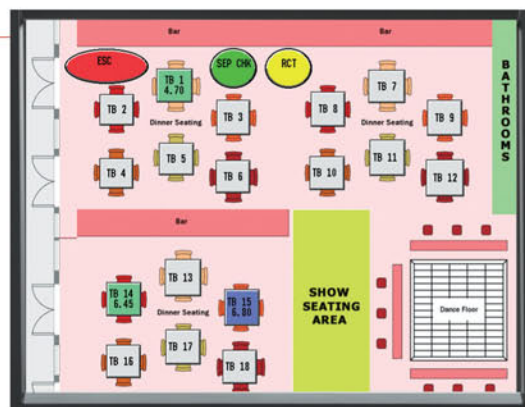 Bar
Bar
ESC
SEP CHK
RCT
TB 1
4.70
TB 2
Dinner Seating
TB 3
TB 4
TB 5
TB 6
TB 7
TB 8
Dinner Seating
TB 9
TB 10
TB 11
TB 12
BATHROOMS
Bar
TB 13
TB 14
6.45
Dinner Seating
TB 15
6.80
TB 16
TB 17
TB 18
SHOW
SEATING
AREA
Dance Floor